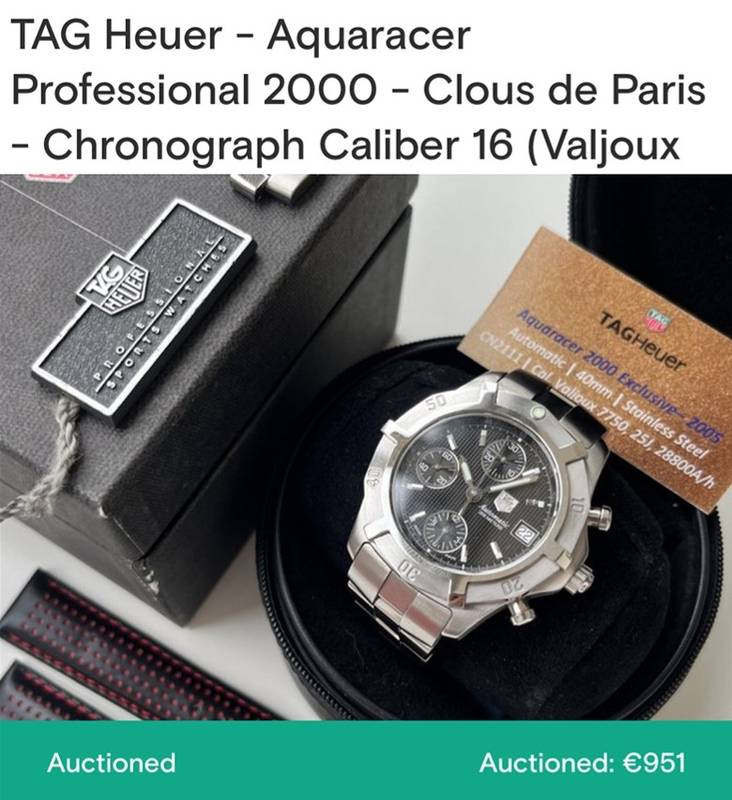 TAG Heuer - Aquaracer
Professional 2000 - Clous de Paris
- Chronograph Caliber 16 (Valjoux
TAG
HEUER
PROFESSIONAL
SPORTS WATCHES
TAG
TAGHeuer
Aquaracer 2000 Exclusive - 2005
Automatic | 40mm | Stainless Steel
CN2111 | Cal Valjoux 7750, 25J, 28800A/h
50
10
40
20
30
22
Automatic
Auctioned
Auctioned: €951